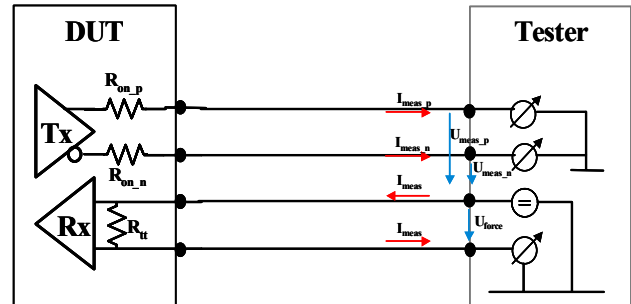 DUT
Tester
R_on_p
I_meas_p
Tx
U_meas_p
I_meas_n
R_on_n
U_meas_n
I_meas
=
Rx
R_tt
U_force
I_meas